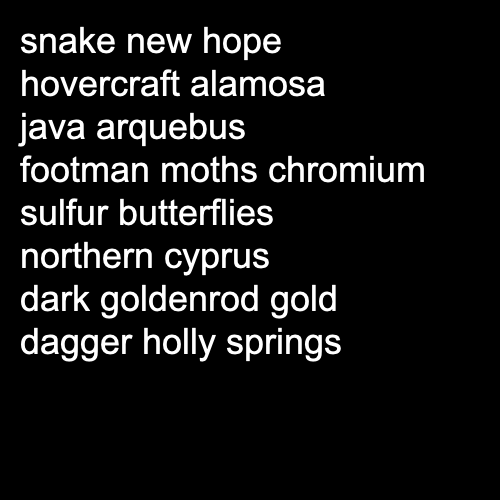 snake new hope
hovercraft alamosa
java arquebus
footman moths chromium
sulfur butterflies
northern cyprus
dark goldenrod gold
dagger holly springs